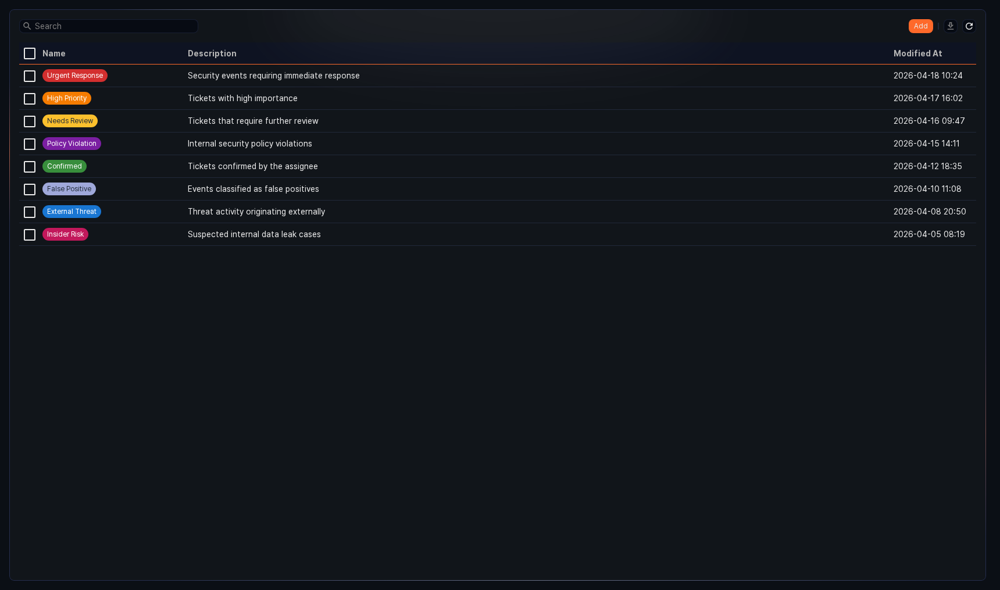 Search
Add
Name Description Modified At
Urgent Response Security events requiring immediate response 2026-04-18 10:24
High Priority Tickets with high importance 2026-04-17 16:02
Needs Review Tickets that require further review 2026-04-16 09:47
Policy Violation Internal security policy violations 2026-04-15 14:11
Confirmed Tickets confirmed by the assignee 2026-04-12 18:35
False Positive Events classified as false positives 2026-04-10 11:08
External Threat Threat activity originating externally 2026-04-08 20:50
Insider Risk Suspected internal data leak cases 2026-04-05 08:19